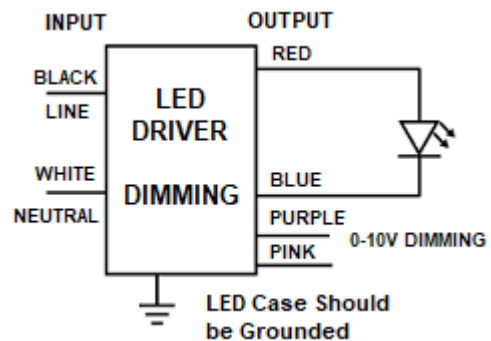 INPUT
OUTPUT
RED
BLACK
LINE
LED
DRIVER
WHITE
DIMMING
NEUTRAL
BLUE
PURPLE
0-10V DIMMING
PINK
LED Case Should
be Grounded